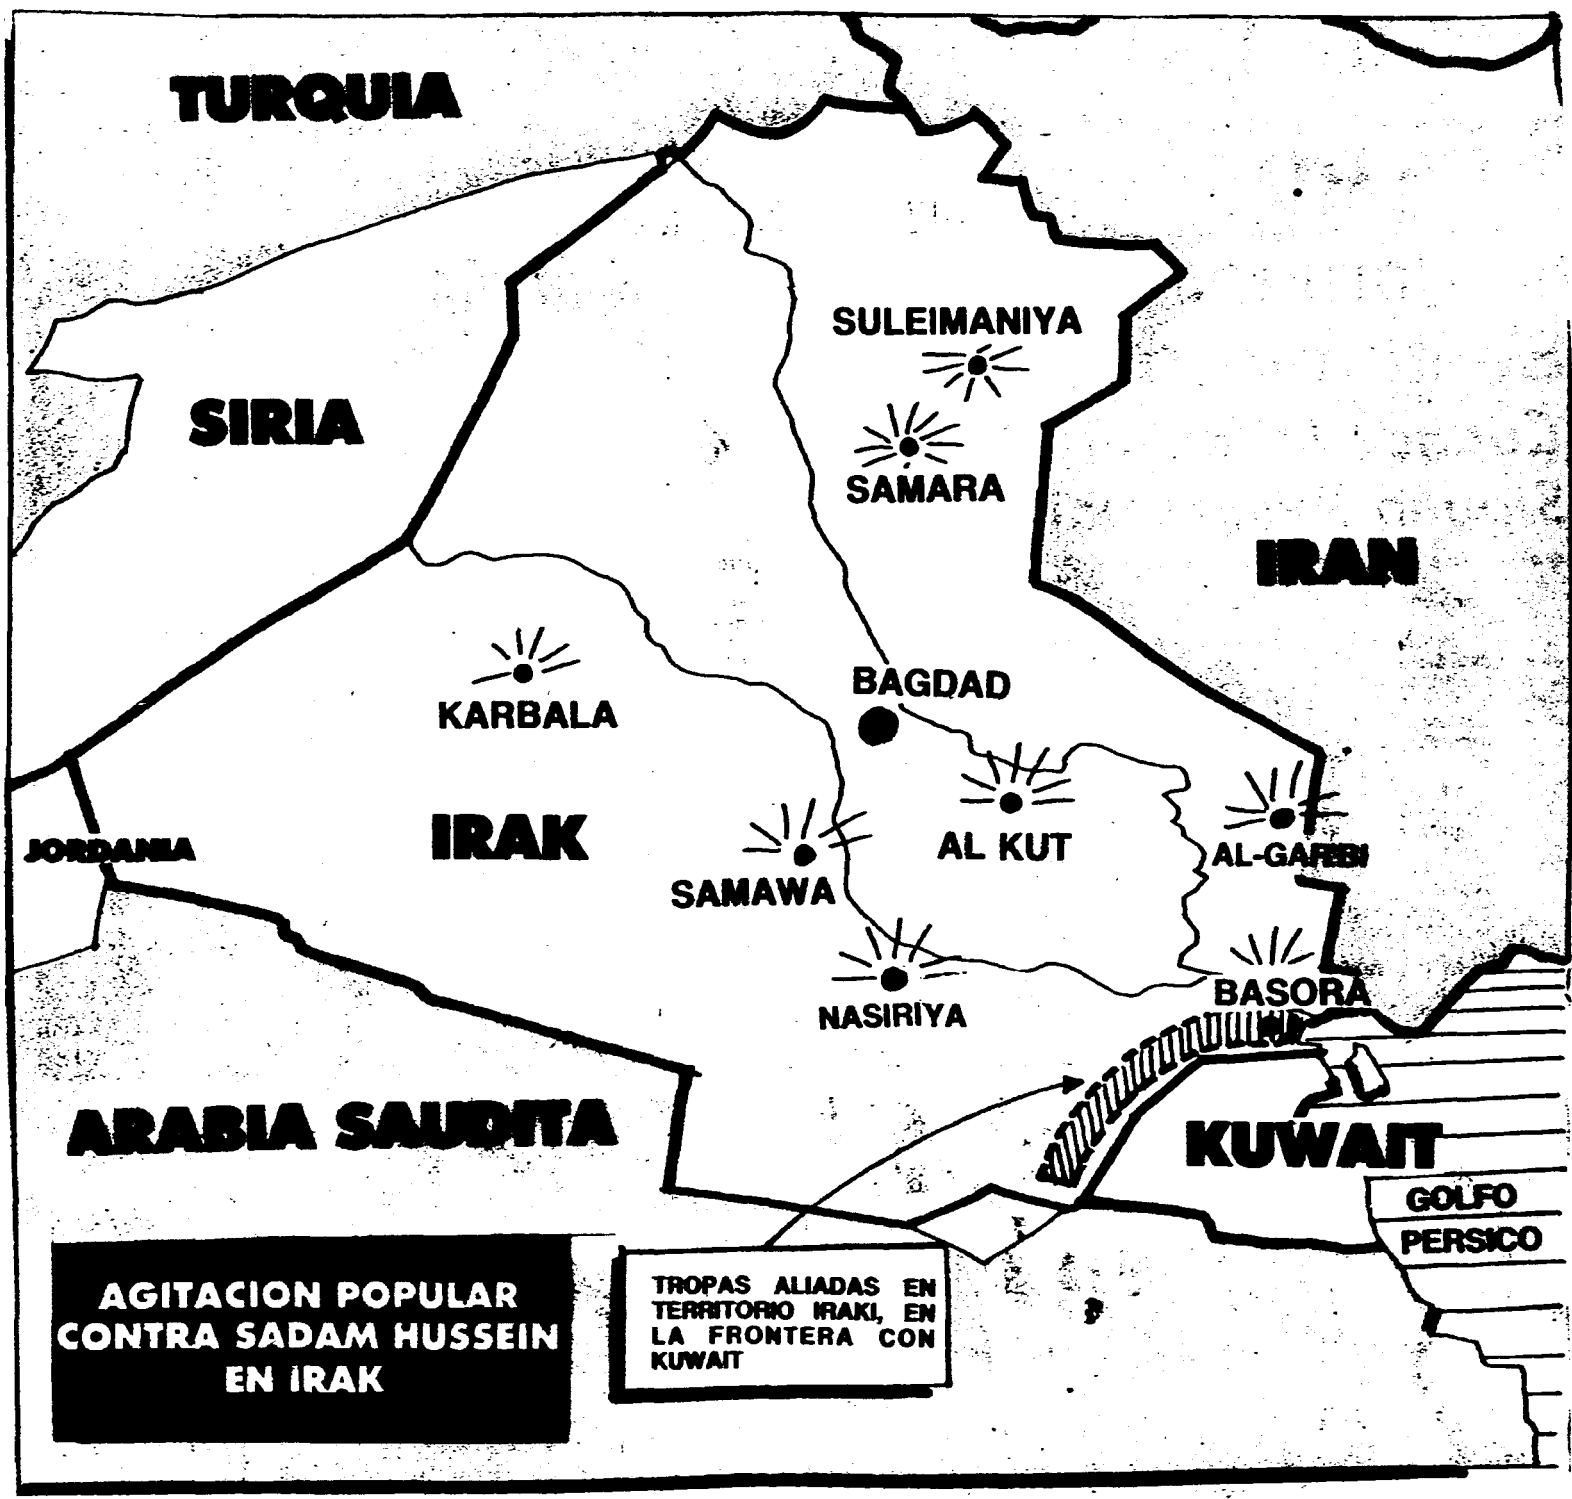 TURQUIA
SULEIMANIYA
SIRIA
SAMARA
IRAN
BAGDAD
KARBALA
IRAK
JORDANIA
AL KUT
AL-GARBI
SAMAWA
BASORA
NASIRIYA
ARABIA SAUDITA
KUWAIT
GOLFO
PERSICO
AGITACION POPULAR
CONTRA SADAM HUSSEIN
EN IRAK
TROPAS ALIADAS EN
TERRITORIO IRAKI, EN
LA FRONTERA CON
KUWAIT